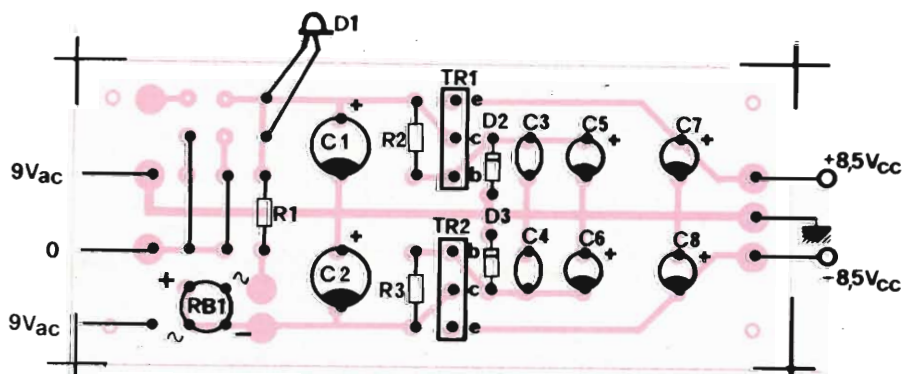 D1
TR1
e
R2
c
b
D2
C3
C5
+
C7
+
C1
+
9Vac
+8,5Vcc
R1
TR2
D3
0
C2
+
b
R3
c
e
C4
C6
+
C8
+
-8,5Vcc
+
~
RB1
~
-
9Vac